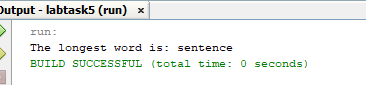 Output - labtask5 (run) ×
run:
The longest word is: sentence
BUILD SUCCESSFUL (total time: 0 seconds)